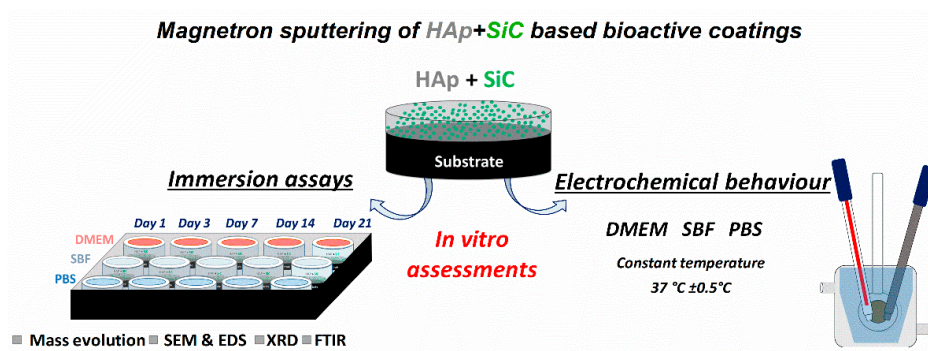 Magnetron sputtering of HAp+SiC based bioactive coatings
HAp + SiC
Substrate
Immersion assays
Day 1 Day 3 Day 7 Day 14 Day 21
DMEM
SBF
PBS
In vitro
assessments
Electrochemical behaviour
DMEM SBF PBS
Constant temperature
37 °C ±0.5°C
Mass evolution SEM & EDS XRD FTIR